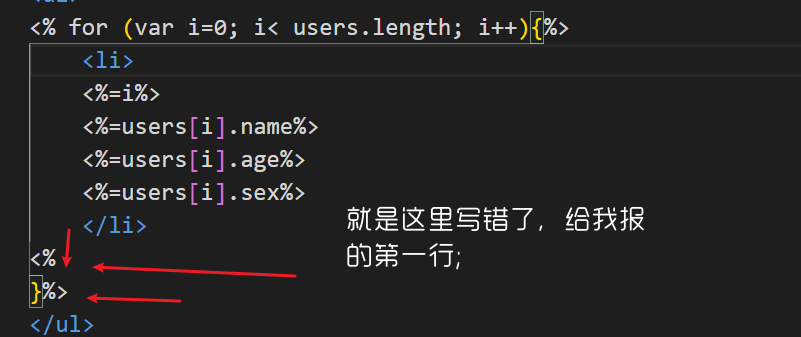 <% for (var i=0; i< users.length; i++){%>
<li>
<%=i%>
<%=users[i].name%>
<%=users[i].age%>
<%=users[i].sex%>
</li>
就是这里写错了，给我报
的第一行;
<%
}%>
</ul>